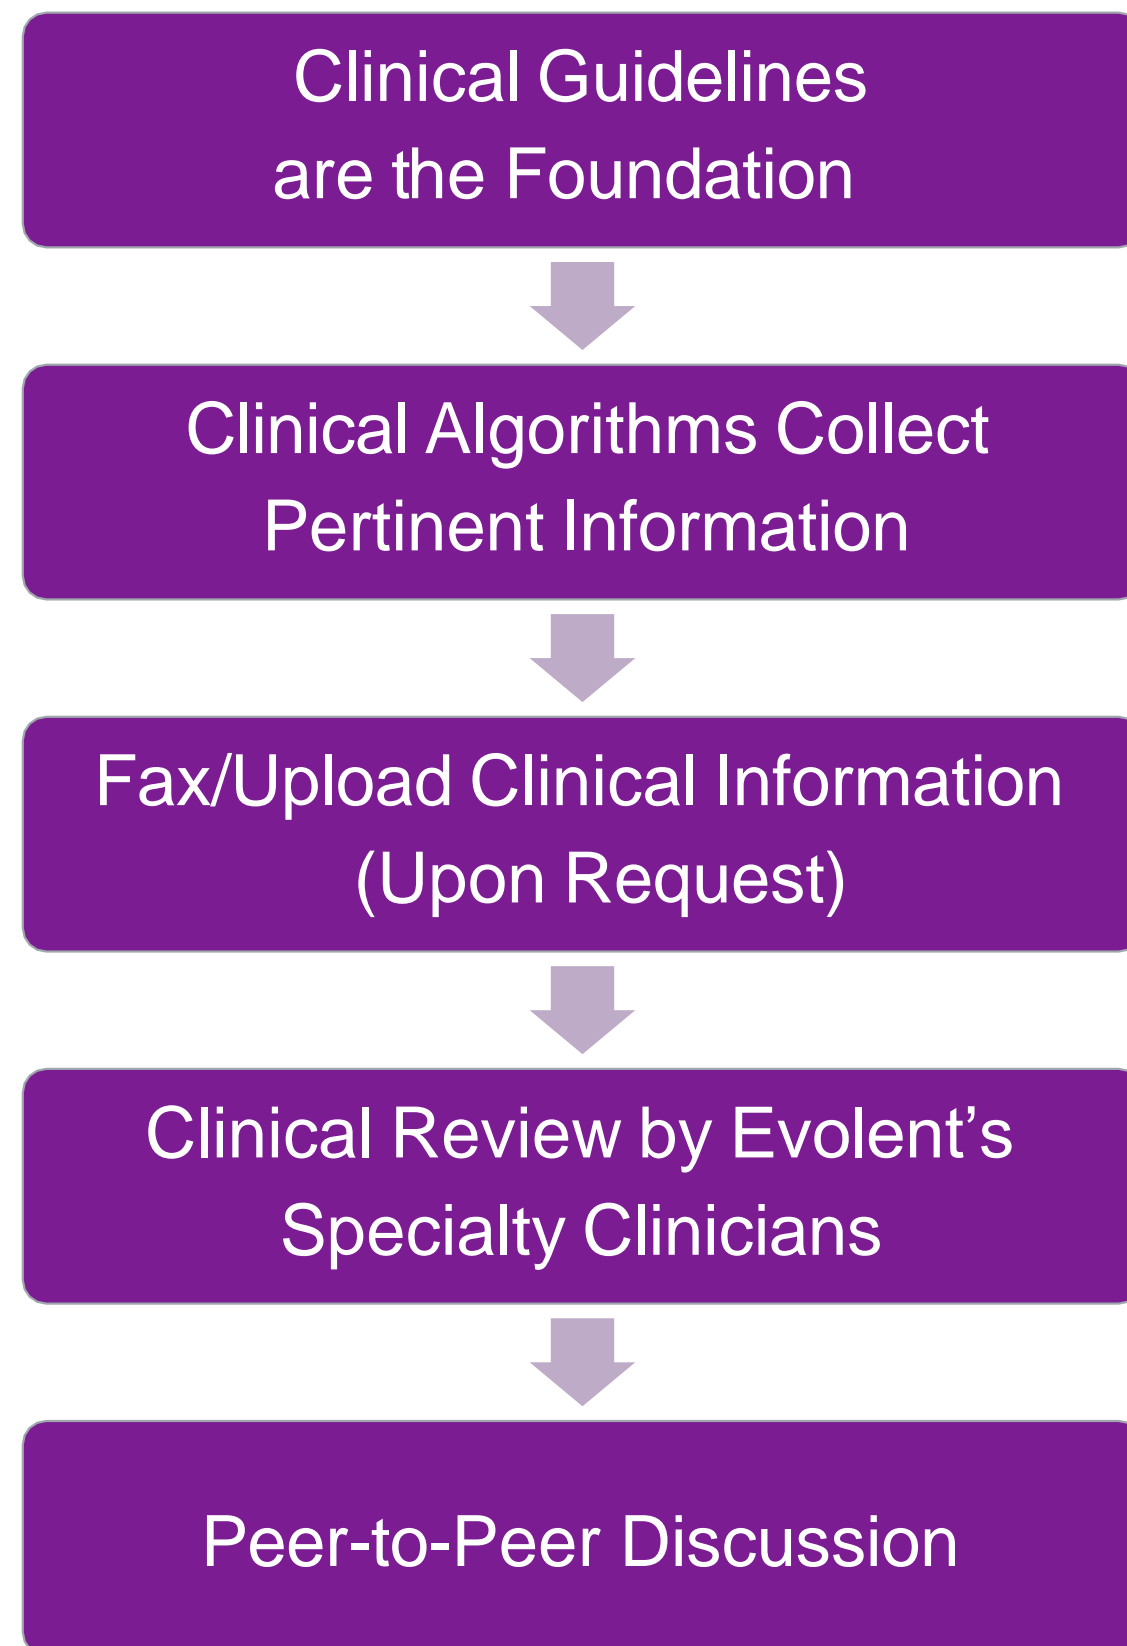 Clinical Guidelines
are the Foundation
Clinical Algorithms Collect
Pertinent Information
Fax/Upload Clinical Information
(Upon Request)
Clinical Review by Evolent’s
Specialty Clinicians
Peer-to-Peer Discussion